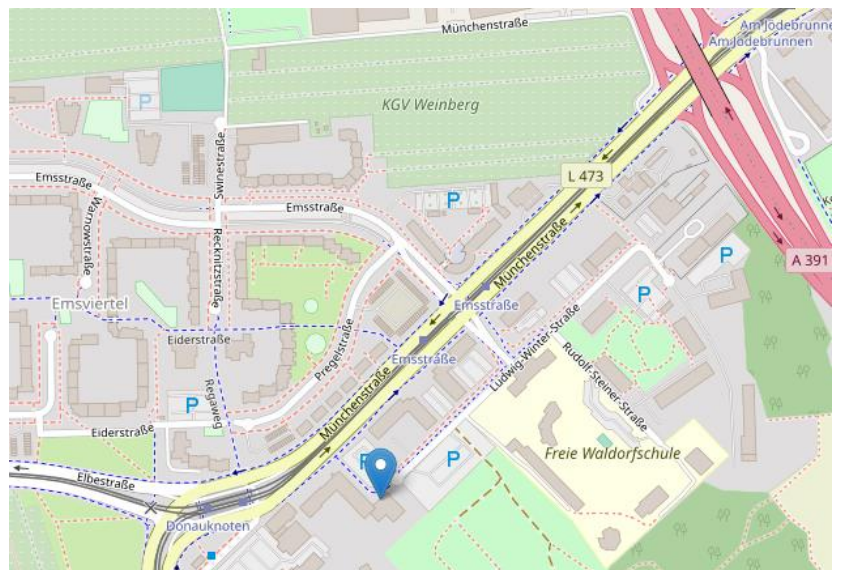 Münchenstraße
Am Jödebrunnen
Am Jödebrunnen
P
KGV Weinberg
Swinestraße
L 473
Emsstraße
Emsstraße
P
Warnowstraße
Recknitzstraße
Münchenstraße
P
A 391
P
Emsviertel
Emsstraße
Eiderstraße
Pregelstraße
Emsstraße
Ludwig-Winter-Straße
Rudolf-Steiner-Straße
Regaweg
P
Münchenstraße
Eiderstraße
P
P
Freie Waldorfschule
Elbestraße
Donauknoten